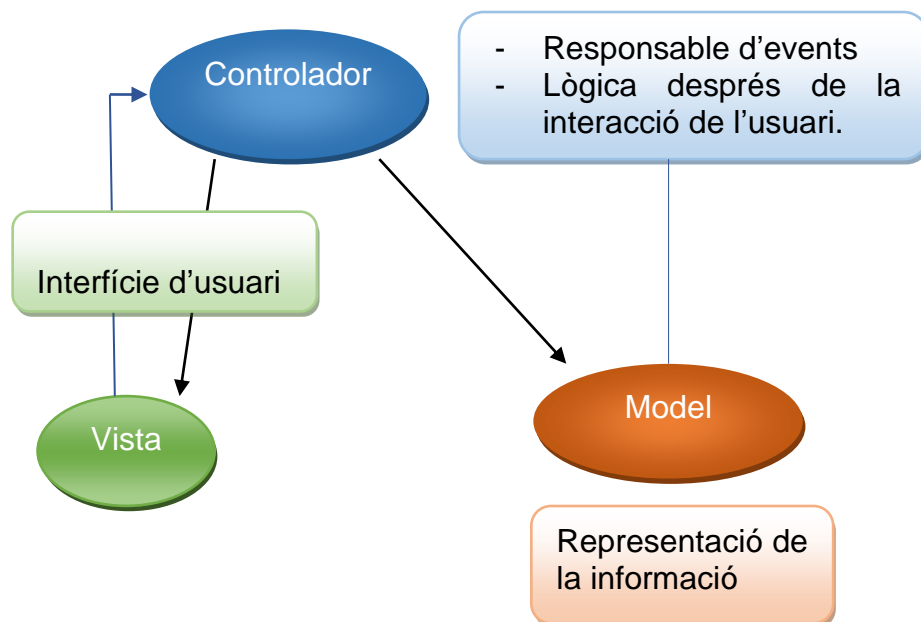 Controlador
- Responsable d’events
- Lògica després de la
interacció de l’usuari.
Interfície d’usuari
Vista
Model
Representació de
la informació